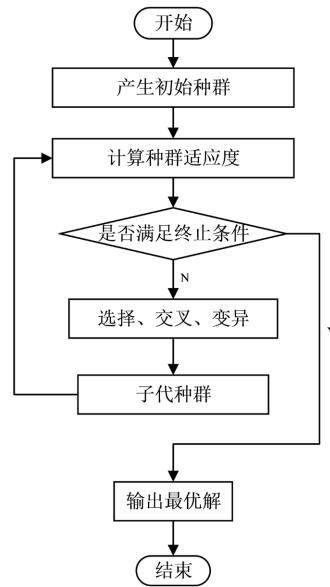 开始
产生初始种群
计算种群适应度
是否满足终止条件
N
选择、交叉、变异
子代种群
输出最优解
结束